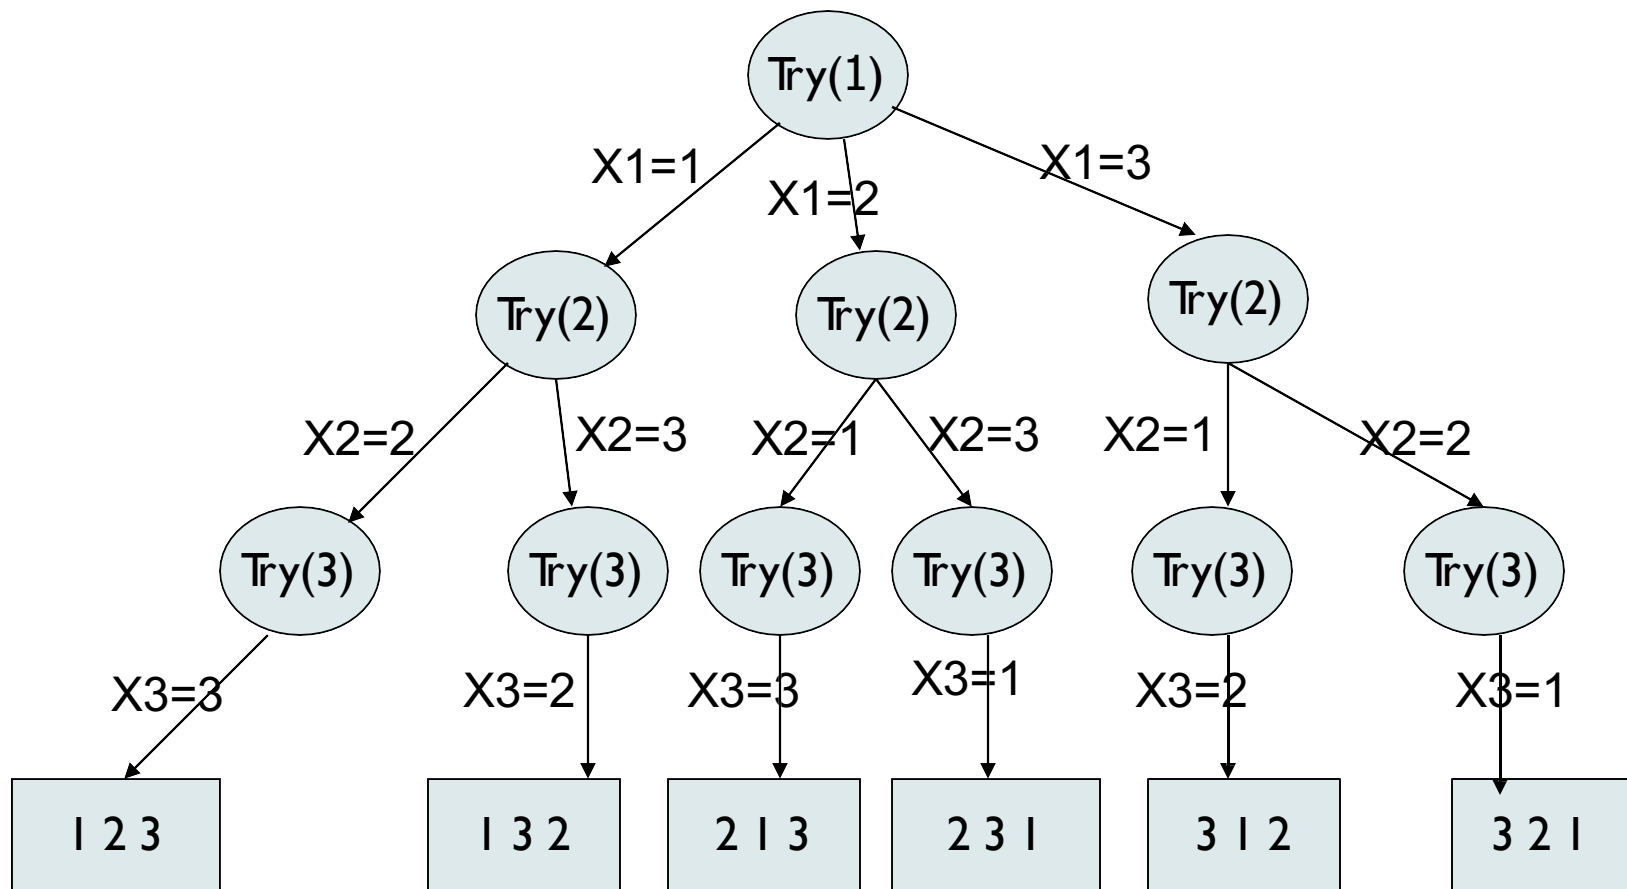 Try(1)
X1=1
X1=2
X1=3
Try(2)
Try(2)
Try(2)
X2=2
X2=3
X2=1
X2=3
X2=1
X2=2
Try(3)
Try(3)
Try(3)
Try(3)
Try(3)
Try(3)
X3=3
X3=2
X3=3
X3=1
X3=2
X3=1
1 2 3
1 3 2
2 1 3
2 3 1
3 1 2
3 2 1